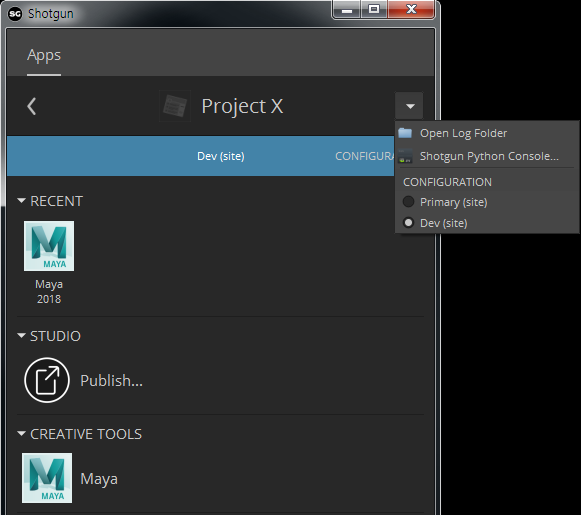 SG Shotgun
Apps
Project X
Open Log Folder
Shotgun Python Console...
CONFIGURATION
Primary (site)
Dev (site)
Dev (site)
CONFIGURA
RECENT
MAYA
Maya
2018
STUDIO
Publish...
CREATIVE TOOLS
MAYA
Maya